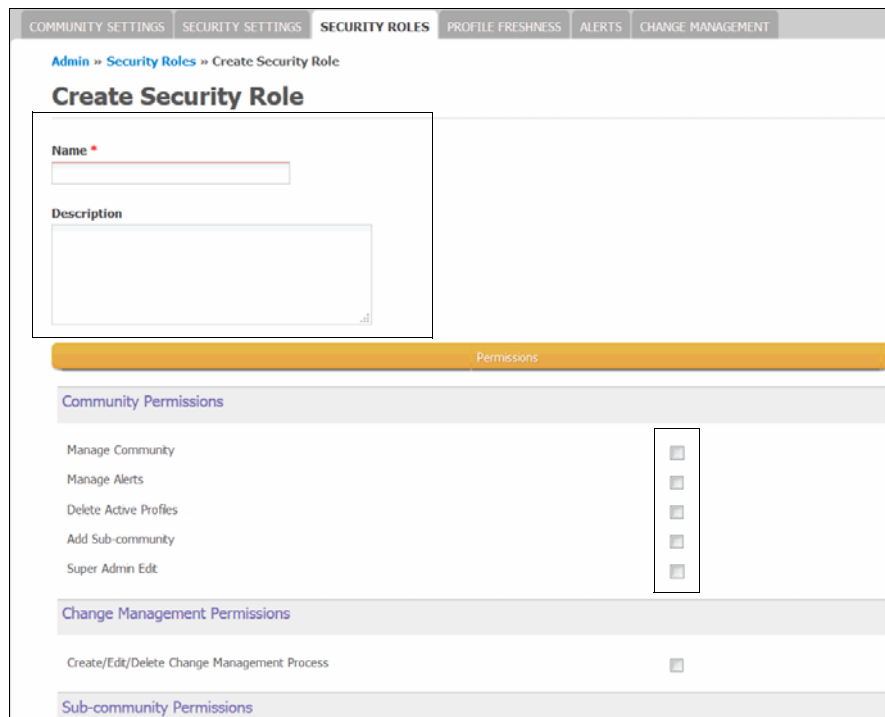 COMMUNITY SETTINGS SECURITY SETTINGS SECURITY ROLES PROFILE FRESHNESS ALERTS CHANGE MANAGEMENT
Admin » Security Roles » Create Security Role
Create Security Role
Name *
Description
Permissions
Community Permissions
Manage Community
Manage Alerts
Delete Active Profiles
Add Sub-community
Super Admin Edit
Change Management Permissions
Create/Edit/Delete Change Management Process
Sub-community Permissions